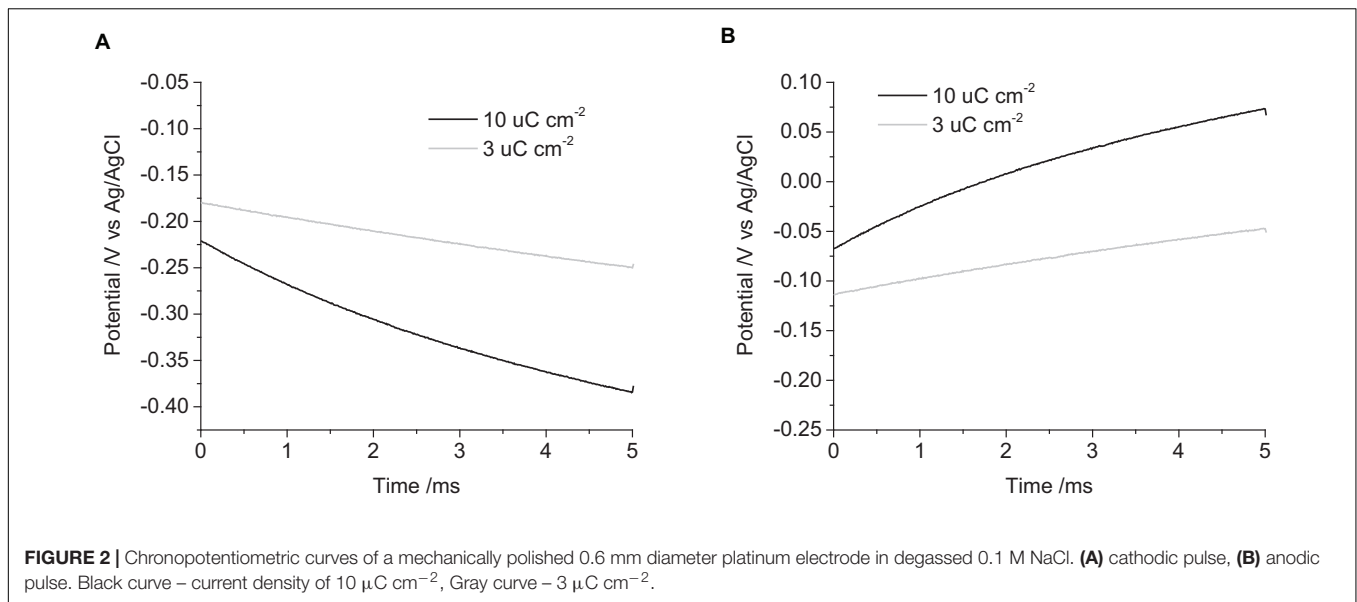 A
Potential /V vs Ag/AgCl
-0.05
-0.10
-0.15
-0.20
-0.25
-0.30
-0.35
-0.40
10 uC cm-2
3 uC cm-2
0 1 2 3 4 5
Time /ms
B
Potential /V vs Ag/AgCl
0.10
0.05
0.00
-0.05
-0.10
-0.15
-0.20
-0.25
10 uC cm-2
3 uC cm-2
0 1 2 3 4 5
Time /ms
FIGURE 2 | Chronopotentiometric curves of a mechanically polished 0.6 mm diameter platinum electrode in degassed 0.1 M NaCl. (A) cathodic pulse, (B) anodic
pulse. Black curve – current density of 10 μC cm−2, Gray curve – 3 μC cm−2.